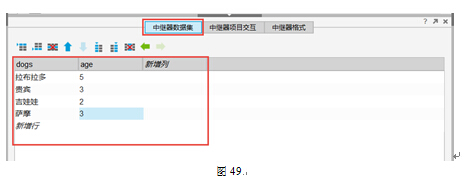 中继器数据集 中继器项目交互 中继器格式
dogs age 新增列
拉布拉多 5
贵宾 3
吉娃娃 2
萨摩 3
新增行
图 49.